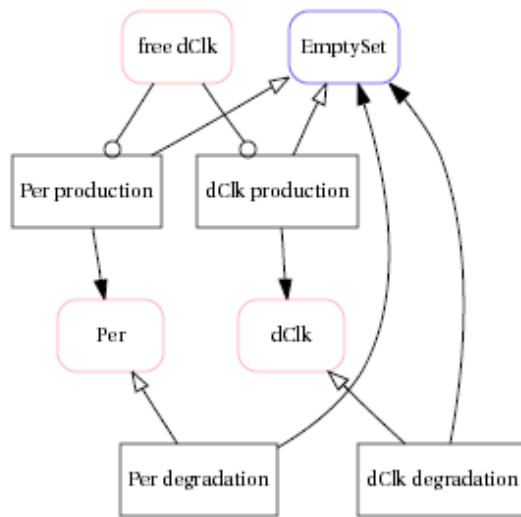 free dClk
EmptySet
Per production
dClk production
Per
dClk
Per degradation
dClk degradation